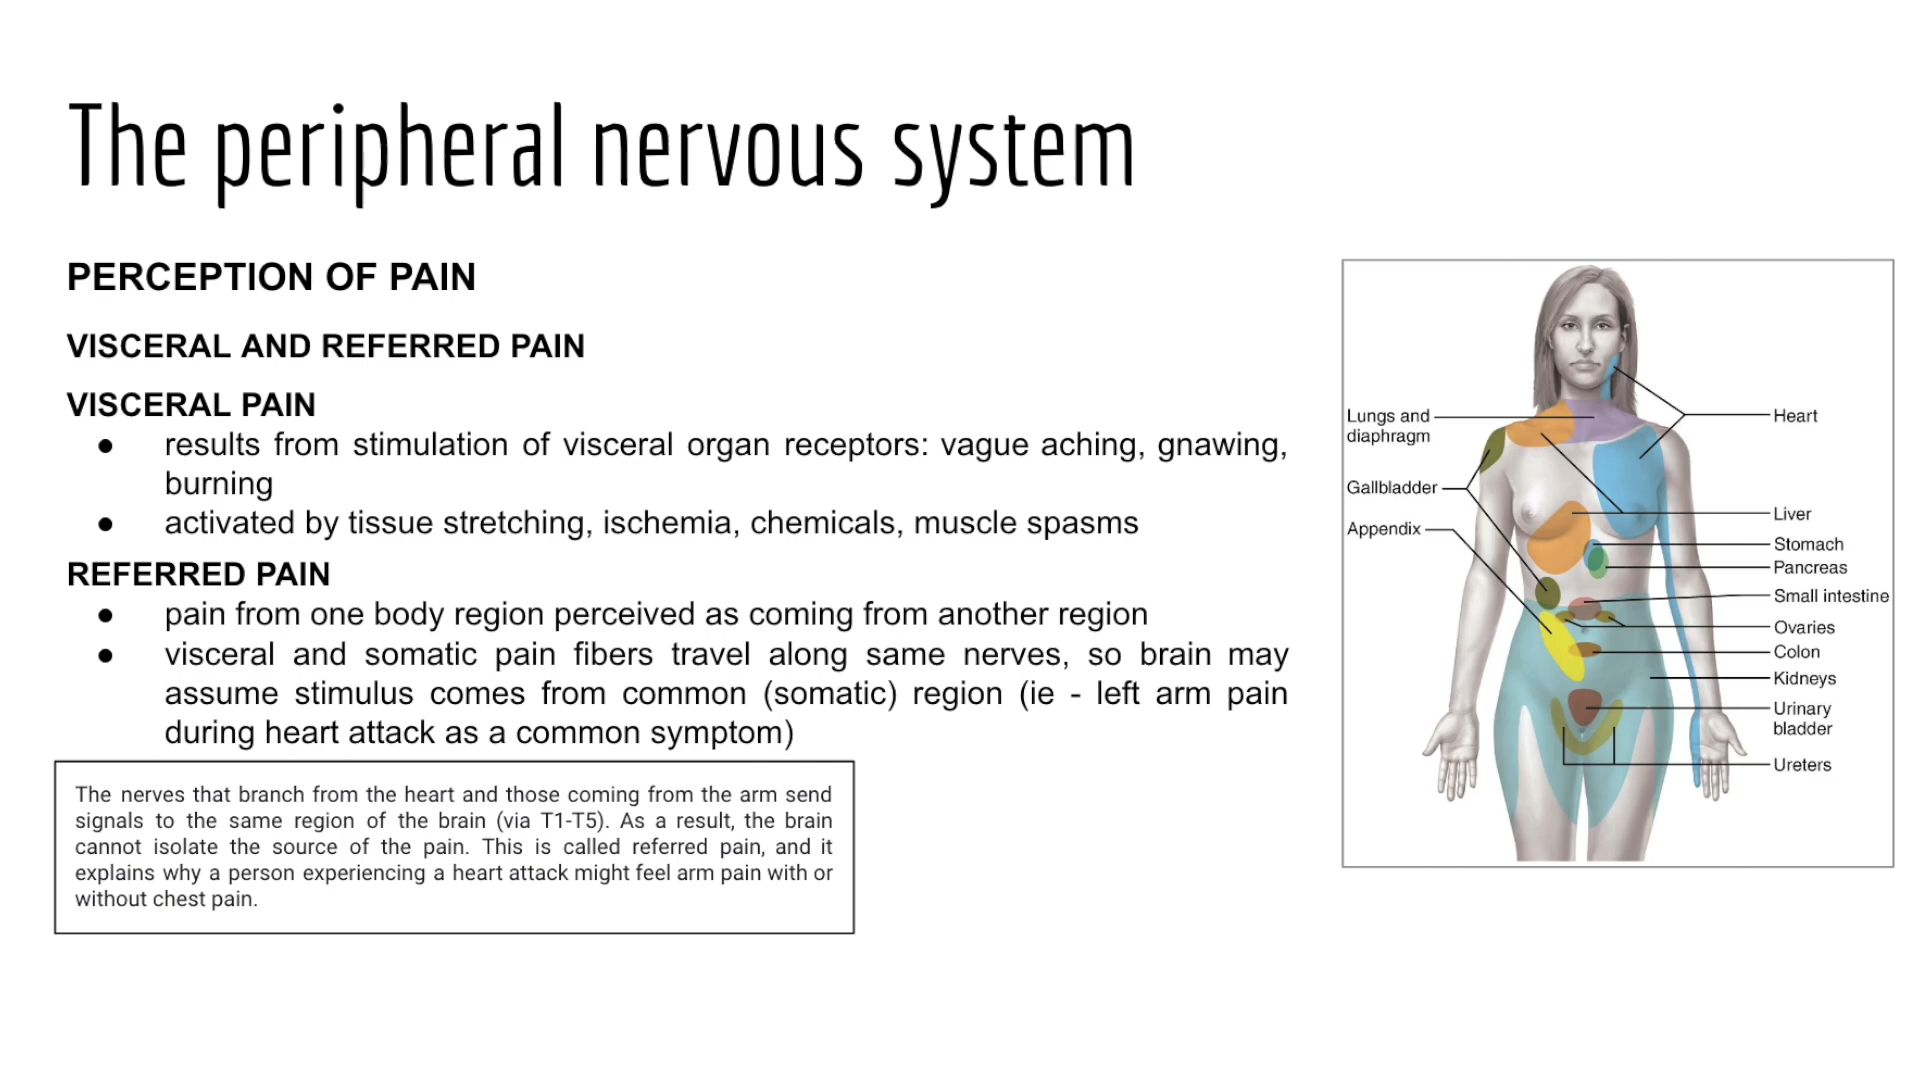 The peripheral nervous system
PERCEPTION OF PAIN
VISCERAL AND REFERRED PAIN
VISCERAL PAIN
● results from stimulation of visceral organ receptors: vague aching, gnawing,
burning
● activated by tissue stretching, ischemia, chemicals, muscle spasms
REFERRED PAIN
● pain from one body region perceived as coming from another region
● visceral and somatic pain fibers travel along same nerves, so brain may
assume stimulus comes from common (somatic) region (ie - left arm pain
during heart attack as a common symptom)
The nerves that branch from the heart and those coming from the arm send
signals to the same region of the brain (via T1-T5). As a result, the brain
cannot isolate the source of the pain. This is called referred pain, and it
explains why a person experiencing a heart attack might feel arm pain with or
without chest pain.
Lungs and
diaphragm
Gallbladder
Appendix
Heart
Liver
Stomach
Pancreas
Small intestine
Ovaries
Colon
Kidneys
Urinary
bladder
Ureters